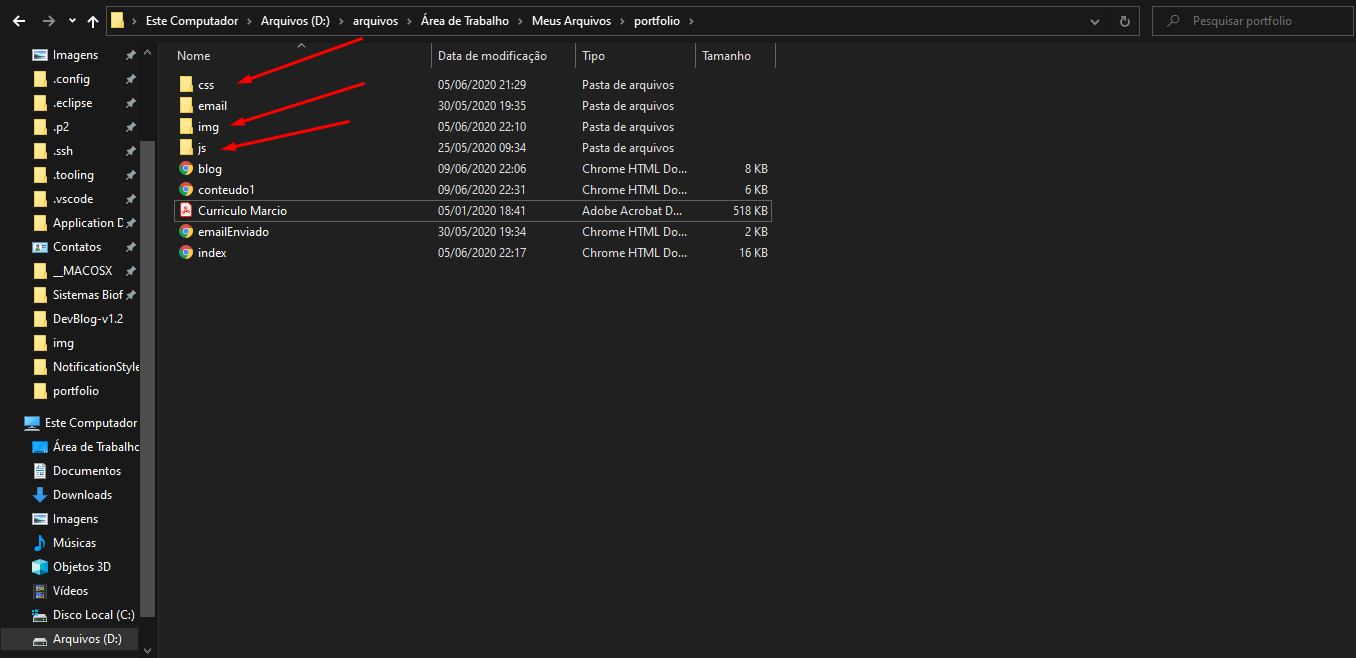 Este Computador Arquivos (D:) arquivos Área de Trabalho Meus Arquivos portfolio Pesquisar portfolio
Imagens
.config
.eclipse
.p2
.ssh
.tooling
.vscode
Application D
Contatos
__MACOSX
Sistemas Biof
DevBlog-v1.2
img
NotificationStyle
portfolio
Este Computador
Área de Trabalho
Documentos
Downloads
Imagens
Músicas
Objetos 3D
Vídeos
Disco Local (C:)
Arquivos (D:)
Nome Data de modificação Tipo Tamanho
css 05/06/2020 21:29 Pasta de arquivos
email 30/05/2020 19:35 Pasta de arquivos
img 05/06/2020 22:10 Pasta de arquivos
js 25/05/2020 09:34 Pasta de arquivos
blog 09/06/2020 22:06 Chrome HTML Do... 8 KB
conteudo1 09/06/2020 22:31 Chrome HTML Do... 6 KB
Curriculo Marcio 05/01/2020 18:41 Adobe Acrobat D... 518 KB
emailEnviado 30/05/2020 19:34 Chrome HTML Do... 2 KB
index 05/06/2020 22:17 Chrome HTML Do... 16 KB